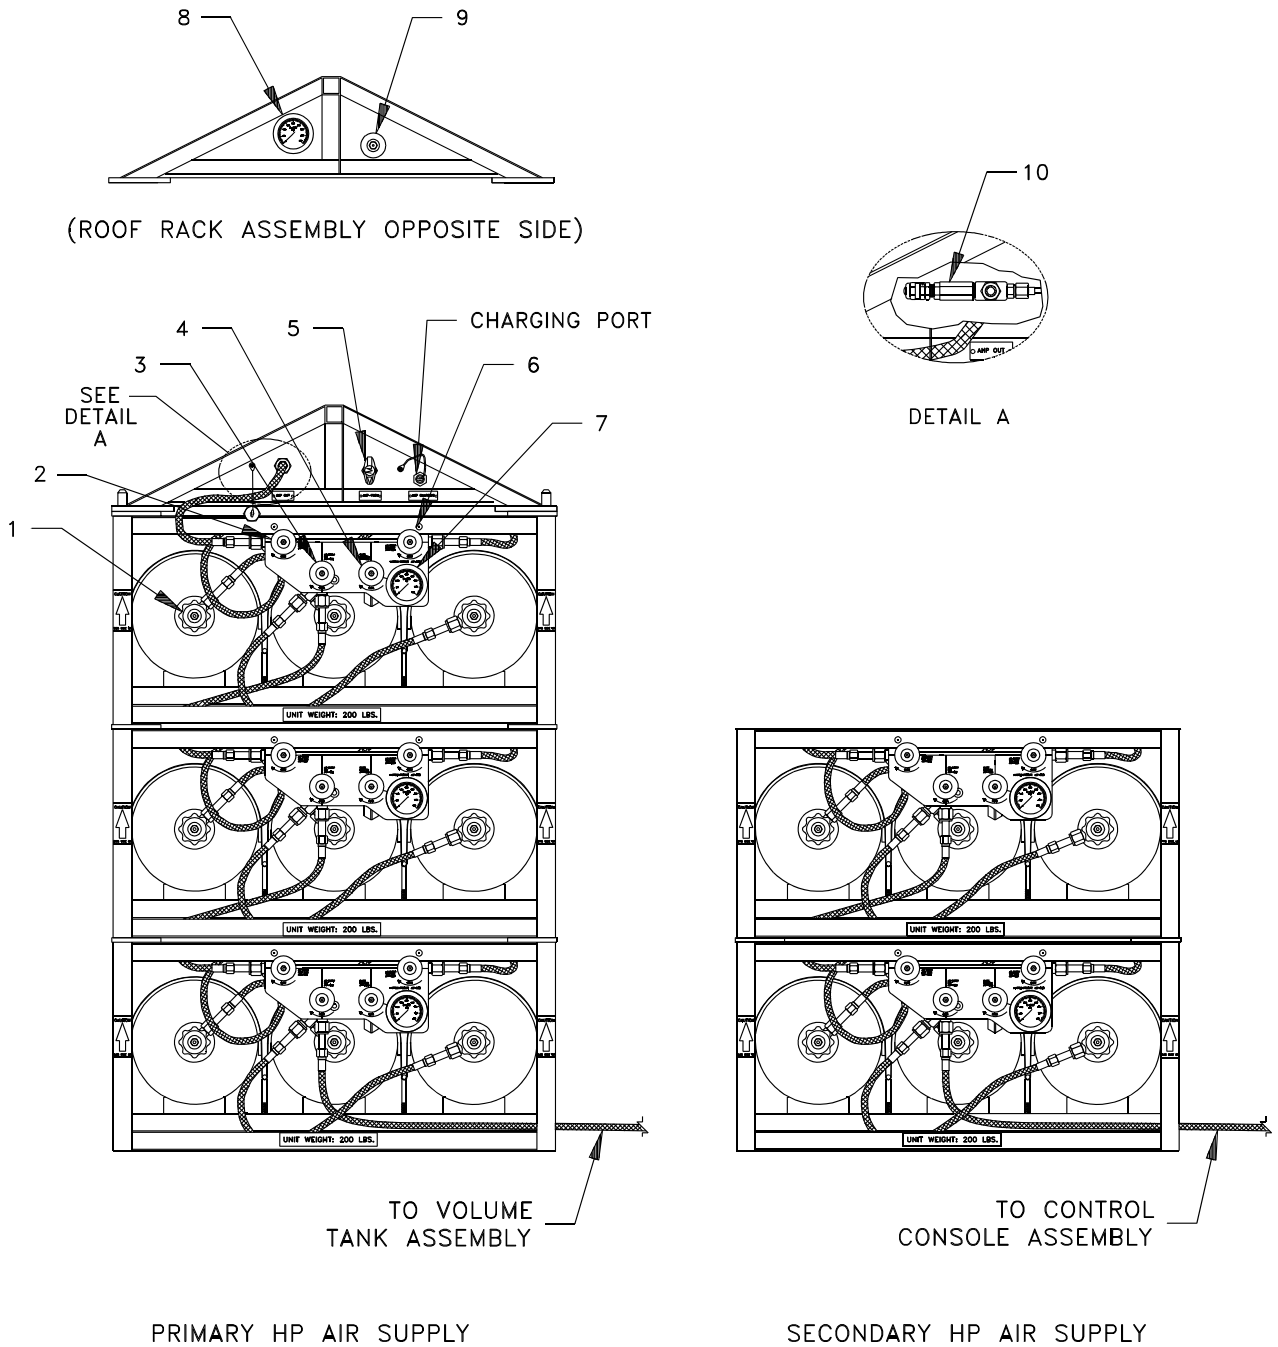 8
9
(ROOF RACK ASSEMBLY OPPOSITE SIDE)
10
AMP OUT
DETAIL A
4
5
CHARGING PORT
3
6
SEE
DETAIL
A
7
2
1
UNIT WEIGHT: 200 LBS.
UNIT WEIGHT: 200 LBS.
UNIT WEIGHT: 200 LBS.
UNIT WEIGHT: 200 LBS.
UNIT WEIGHT: 200 LBS.
TO VOLUME
TANK ASSEMBLY
TO CONTROL
CONSOLE ASSEMBLY
PRIMARY HP AIR SUPPLY
SECONDARY HP AIR SUPPLY